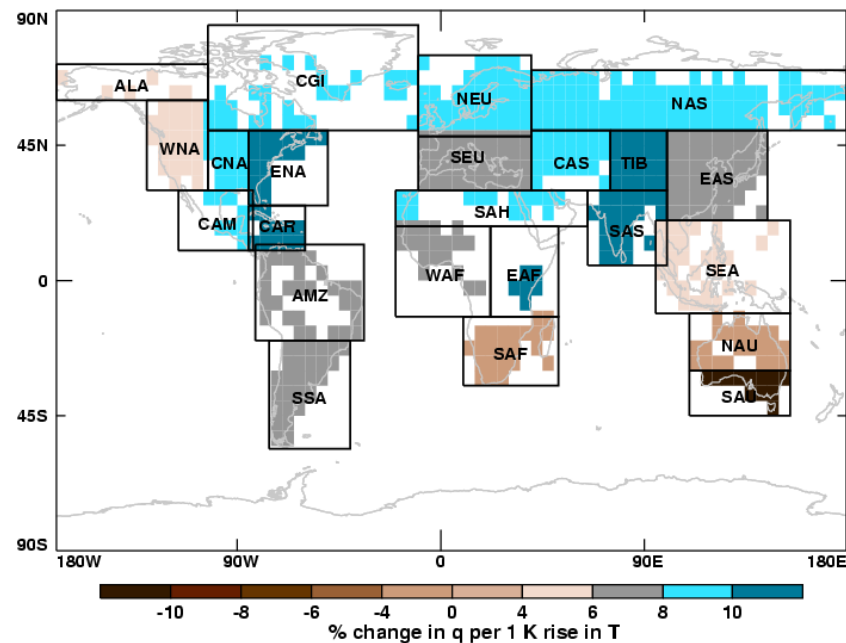 90N
ALA
CGI
NEU
NAS
45N
WNA
CNA
ENA
SEU
CAS
TIB
EAS
CAM
CAR
SAH
SAS
0
AMZ
WAF
EAF
SEA
SAF
NAU
45S
SSA
SAU
90S
180W 90W 0 90E 180E
-10 -8 -6 -4 0 4 6 8 10
% change in q per 1 K rise in T